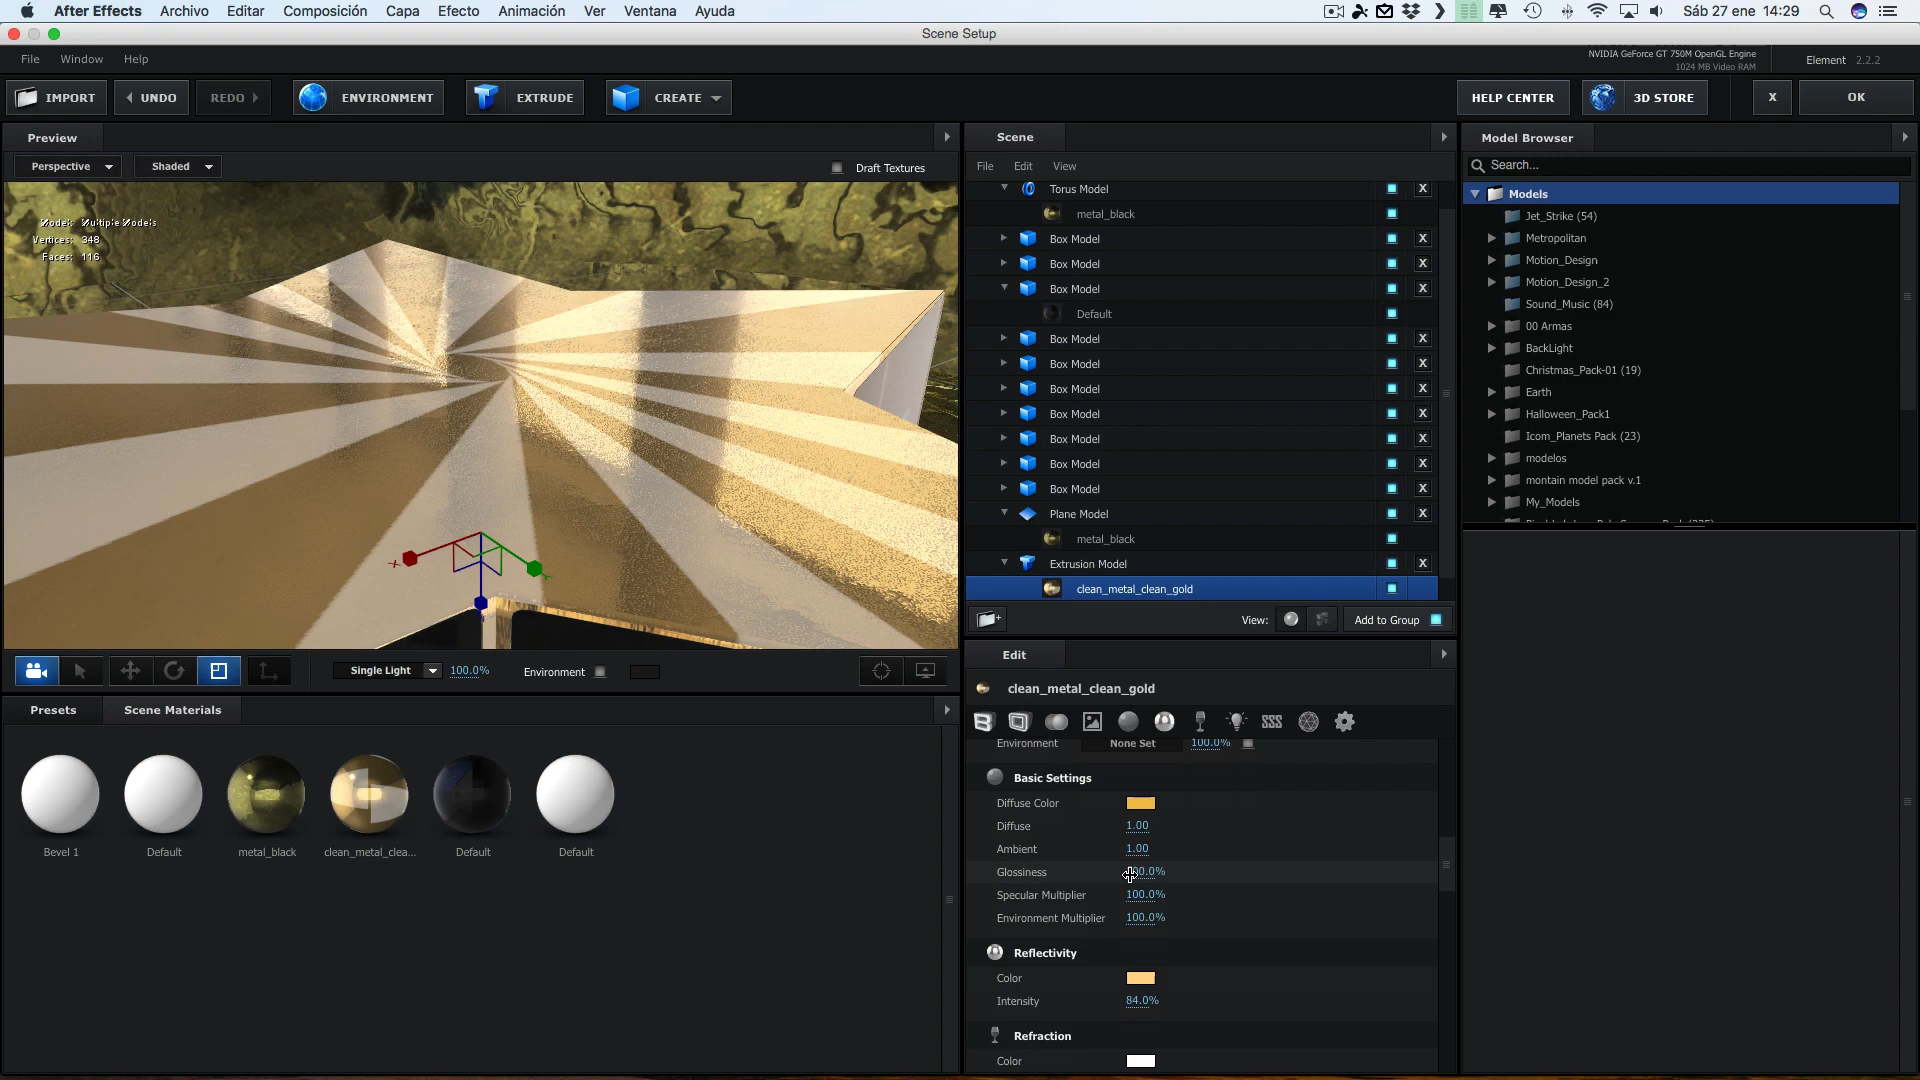 After Effects Archivo Editar Composición Capa Efecto Animación Ver Ventana Ayuda Sáb 27 ene 14:29
Scene Setup
File Window Help
NVIDIA GeForce GT 750M OpenGL Engine
1024 MB Video RAM
Element 2.2.2
IMPORT UNDO REDO ENVIRONMENT EXTRUDE CREATE HELP CENTER 3D STORE X OK
Preview
Perspective Shaded Draft Textures
Model: Multiple Models
Vertices: 348
Faces: 116
Single Light 100.0% Environment
Presets Scene Materials
Bevel 1 Default metal_black clean_metal_clea... Default Default
Scene
File Edit View
Torus Model X
metal_black
Box Model X
Box Model X
Box Model X
Default
Box Model X
Box Model X
Box Model X
Box Model X
Box Model X
Box Model X
Box Model X
Plane Model X
metal_black
Extrusion Model X
clean_metal_clean_gold
View: Add to Group
Edit
clean_metal_clean_gold
Environment None Set 100.0%
Basic Settings
Diffuse Color
Diffuse 1.00
Ambient 1.00
Glossiness
Specular Multiplier 100.0%
Environment Multiplier 100.0%
Reflectivity
Color
Intensity 84.0%
Refraction
Color
Model Browser
Search...
Models
Jet_Strike (54)
Metropolitan
Motion_Design
Motion_Design_2
Sound_Music (84)
00 Armas
BackLight
Christmas_Pack-01 (19)
Earth
Halloween_Pack1
Icom_Planets Pack (23)
modelos
montain model pack v.1
My_Models